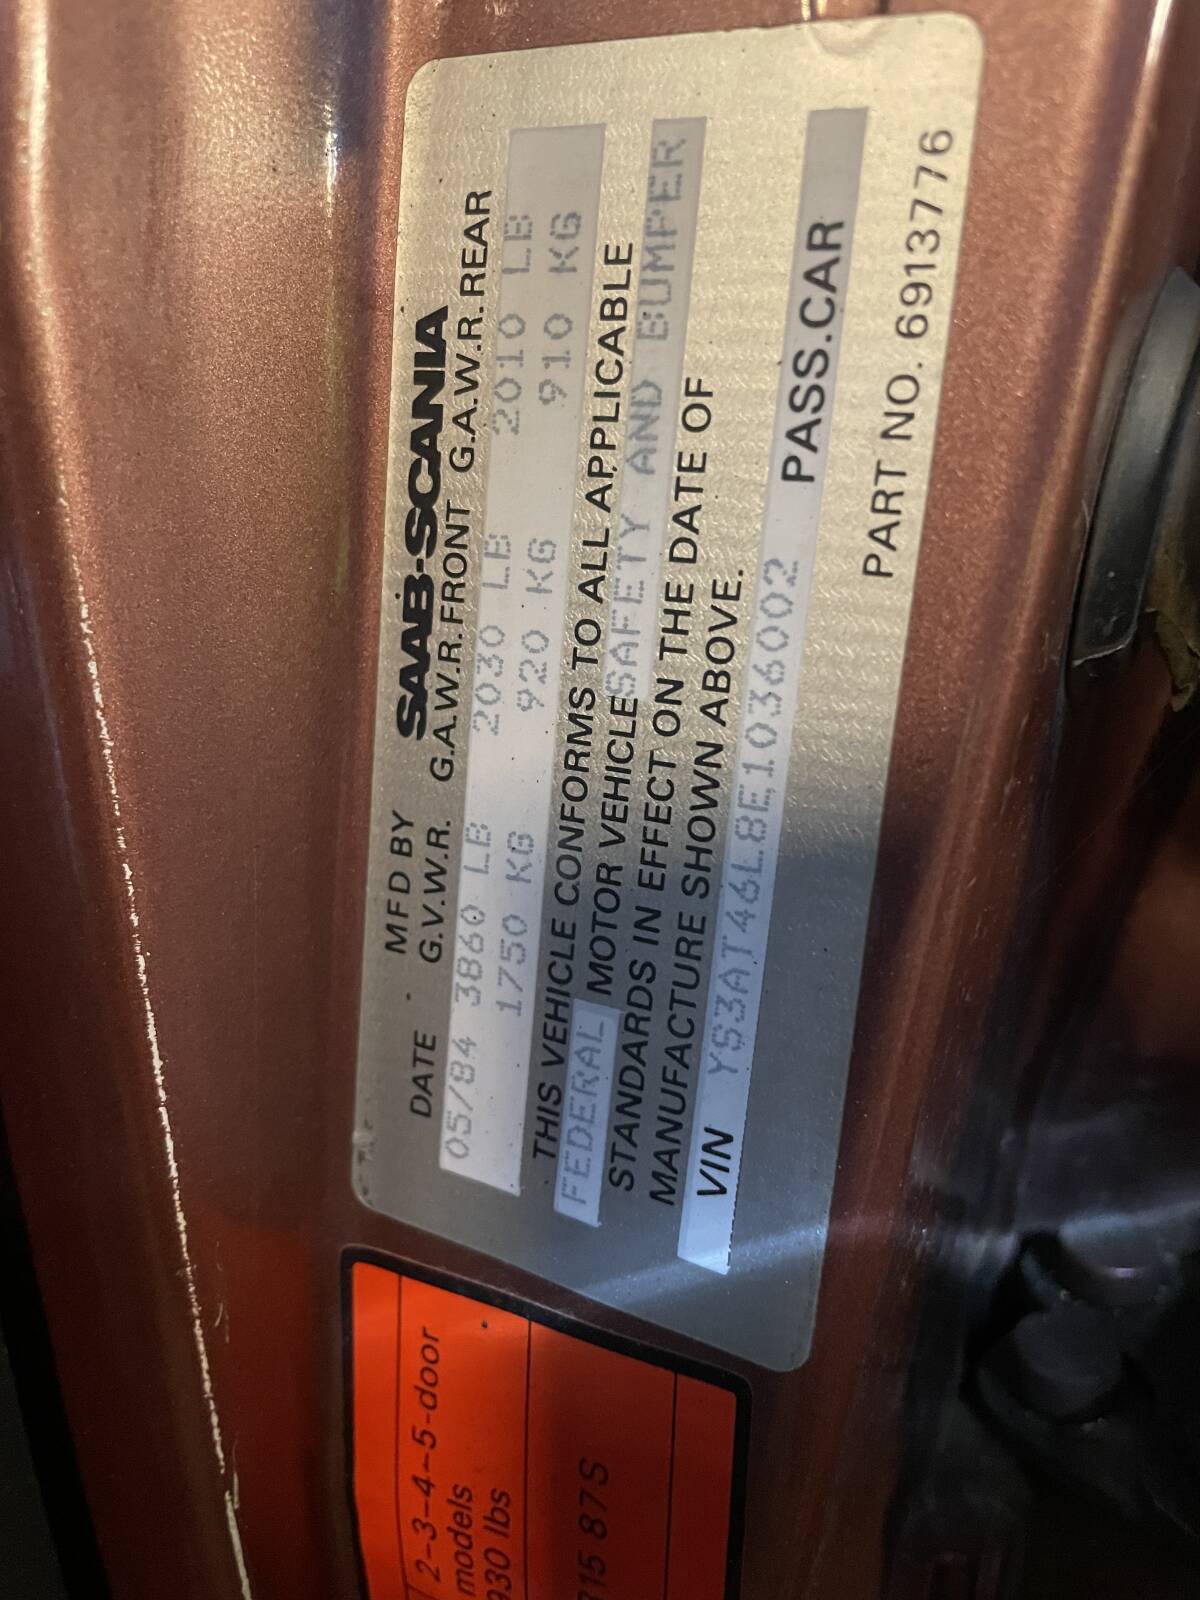 MFD BY SAAB-SCANIA
DATE G.V.W.R. G.A.W.R. FRONT G.A.W.R. REAR
05/84 3860 LB 2030 LB 2010 LB
1750 KG 920 KG 910 KG
THIS VEHICLE CONFORMS TO ALL APPLICABLE
FEDERAL MOTOR VEHICLE SAFETY AND BUMPER
STANDARDS IN EFFECT ON THE DATE OF
MANUFACTURE SHOWN ABOVE.
VIN YS3AT46L8E1036002 PASS.CAR
PART NO. 6913776
2-3-4-5-door
models
930 lbs
315 87S